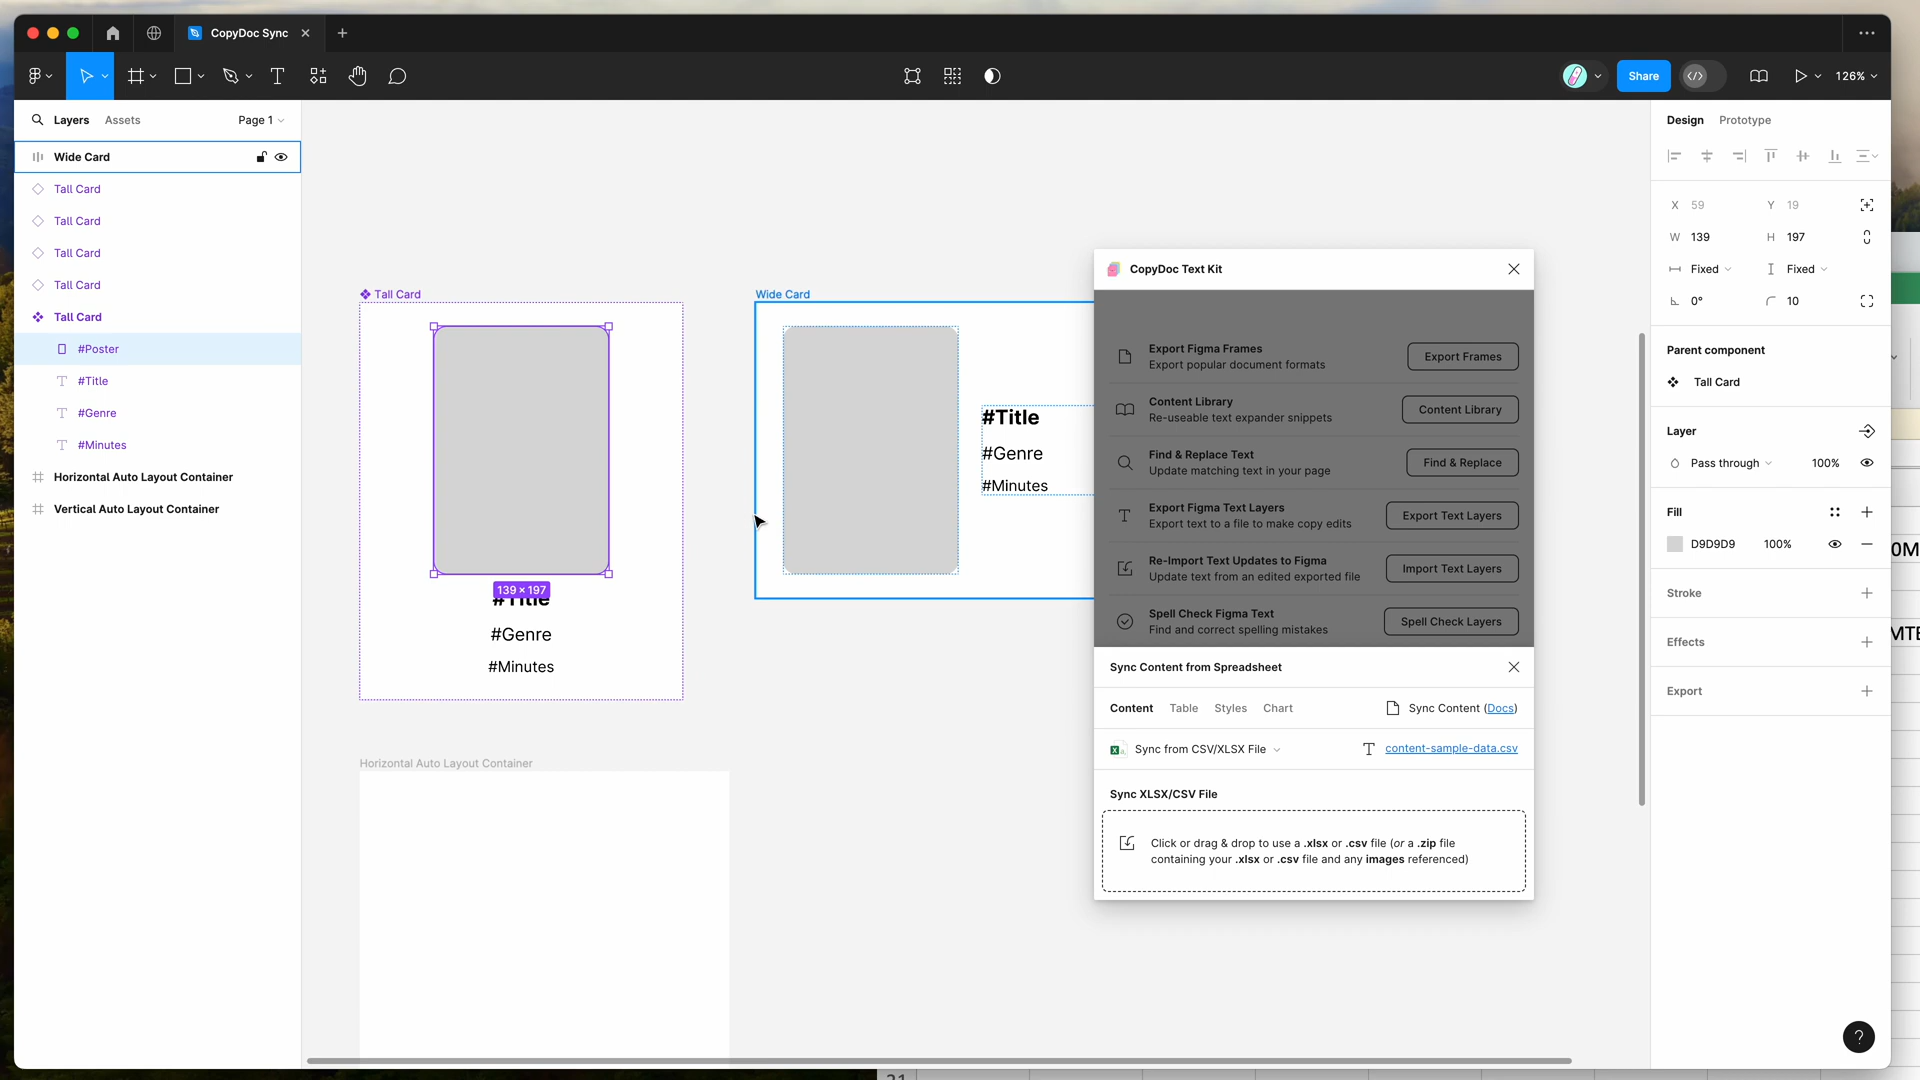 CopyDoc Sync
Share
126%
Layers
Assets
Page 1
Wide Card
Tall Card
Tall Card
Tall Card
Tall Card
Tall Card
#Poster
#Title
#Genre
#Minutes
Horizontal Auto Layout Container
Vertical Auto Layout Container
Tall Card
139 × 197
#Title
#Genre
#Minutes
Wide Card
#Title
#Genre
#Minutes
Horizontal Auto Layout Container
CopyDoc Text Kit
Export Figma Frames
Export popular document formats
Export Frames
Content Library
Re-useable text expander snippets
Content Library
Find & Replace Text
Update matching text in your page
Find & Replace
Export Figma Text Layers
Export text to a file to make copy edits
Export Text Layers
Re-Import Text Updates to Figma
Update text from an edited exported file
Import Text Layers
Spell Check Figma Text
Find and correct spelling mistakes
Spell Check Layers
Sync Content from Spreadsheet
Content
Table
Styles
Chart
Sync Content (Docs)
Sync from CSV/XLSX File
content-sample-data.csv
Sync XLSX/CSV File
Click or drag & drop to use a .xlsx or .csv file (or a .zip file
containing your .xlsx or .csv file and any images referenced)
Design
Prototype
X 59
Y 19
W 139
H 197
Fixed
Fixed
0°
10
Parent component
Tall Card
Layer
Pass through
100%
Fill
D9D9D9
100%
Stroke
Effects
Export
?